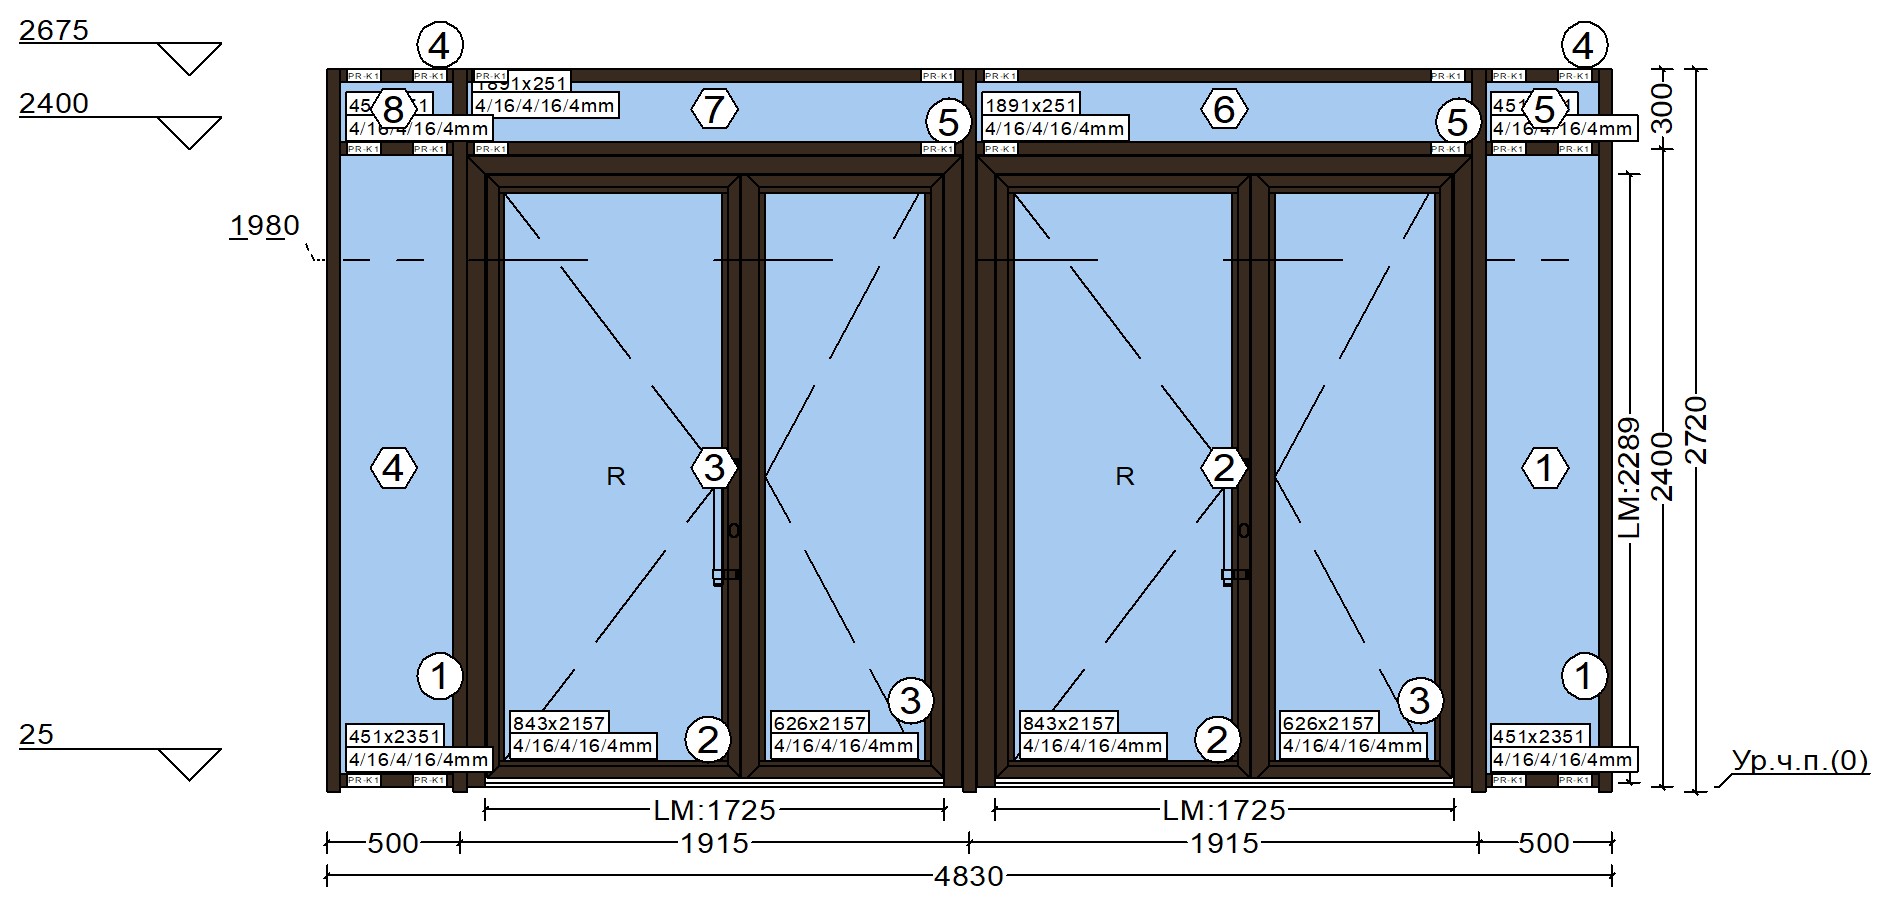 2675
4
4
PR-K1 PR-K1 PR-K1 PR-K1 PR-K1 PR-K1 PR-K1 PR-K1
2400
8
1891x251
4/16/4/16/4mm
7
5
1891x251
4/16/4/16/4mm
6
5
5
4/16/4/16/4mm
4/16/4/16/4mm
300
PR-K1 PR-K1 PR-K1 PR-K1 PR-K1 PR-K1 PR-K1 PR-K1
1980
4
R
3
0
R
2
0
1
LM:2289
2400
2720
1
3
3
1
25
451x2351
4/16/4/16/4mm
843x2157
4/16/4/16/4mm
2
626x2157
4/16/4/16/4mm
843x2157
4/16/4/16/4mm
2
626x2157
4/16/4/16/4mm
451x2351
4/16/4/16/4mm
Ур.ч.п.(0)
PR-K1 PR-K1 PR-K1 PR-K1
LM:1725 LM:1725
500 1915 1915 500
4830